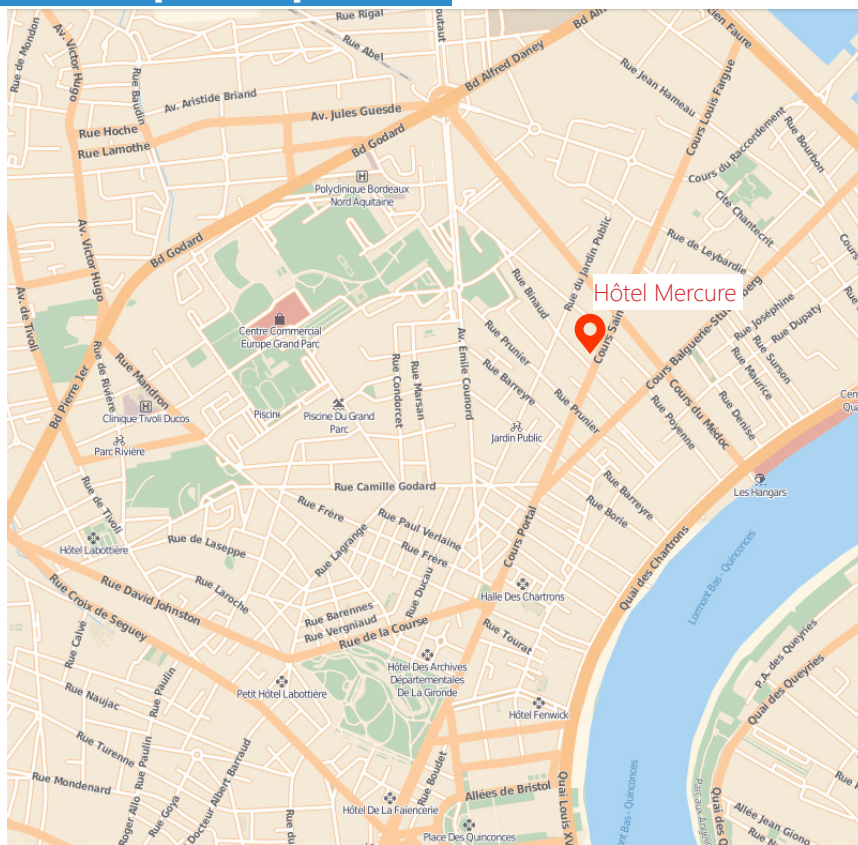 Rue Rigal
Rue de Mondon
Av. Victor Hugo
Rue Abel
Bd Alfred Daney
Rue Baudin
Av. Aristide Briand
Av. Jules Guesde
Rue Jean Hameau
Cours Louis Fargue
Rue Hoche
Rue Lamothe
Bd Godard
Cours du Raccordement
Rue Bourbon
Polyclinique Bordeaux
Nord Aquitaine
Cite Chantecrit
Av. Victor Hugo
Bd Godard
Rue du Jardin Public
Rue de Leybardie
Cours
Rue Binaud
Hôtel Mercure
Av. de Tivoli
Centre Commercial
Europe Grand Parc
Av. Emile Counord
Rue Prunier
Rue Joséphine
Rue Dupaty
Rue de Rivière
Rue Mandron
Rue Condorcet
Rue Marsan
Rue Barreyre
Rue Surson
Rue Maurice
Bd Pierre 1er
Clinique Tivoli Ducos
Piscine
Piscine Du Grand
Parc
Rue Prunier
Rue Poyenne
Cours du Medoc
Rue Denise
Parc Rivière
Jardin Public
Rue de Tivoli
Rue Camille Godard
Rue Barreyre
Rue Borie
Les Hangars
Rue Frère
Rue Paul Verlaine
Cours Portal
Hôtel Labottière
Rue de Laseppe
Rue Lagrange
Rue Frère
Quai des Chartrons
Lormont Bas - Quinconces
Rue Croix de Seguey
Rue David Johnston
Rue Laroche
Rue Ducau
Halle Des Chartrons
Rue Barennes
Rue Vergniaud
Rue de la Course
Rue Tourat
Rue Calvé
P.A. des Queyries
Hôtel Des Archives
Départementales
De La Gironde
Quai des Queyries
Rue Naujac
Rue Paulin
Petit Hôtel Labottière
Hôtel Fenwick
Rue Turenne
Rue Paulin
Rue Mondenard
Rue Goya
Docteur Albert Barraud
Rue Boudet
Allées de Bristol
Hôtel De La Faiencerie
Place Des Quinconces
Allée Jean Giono